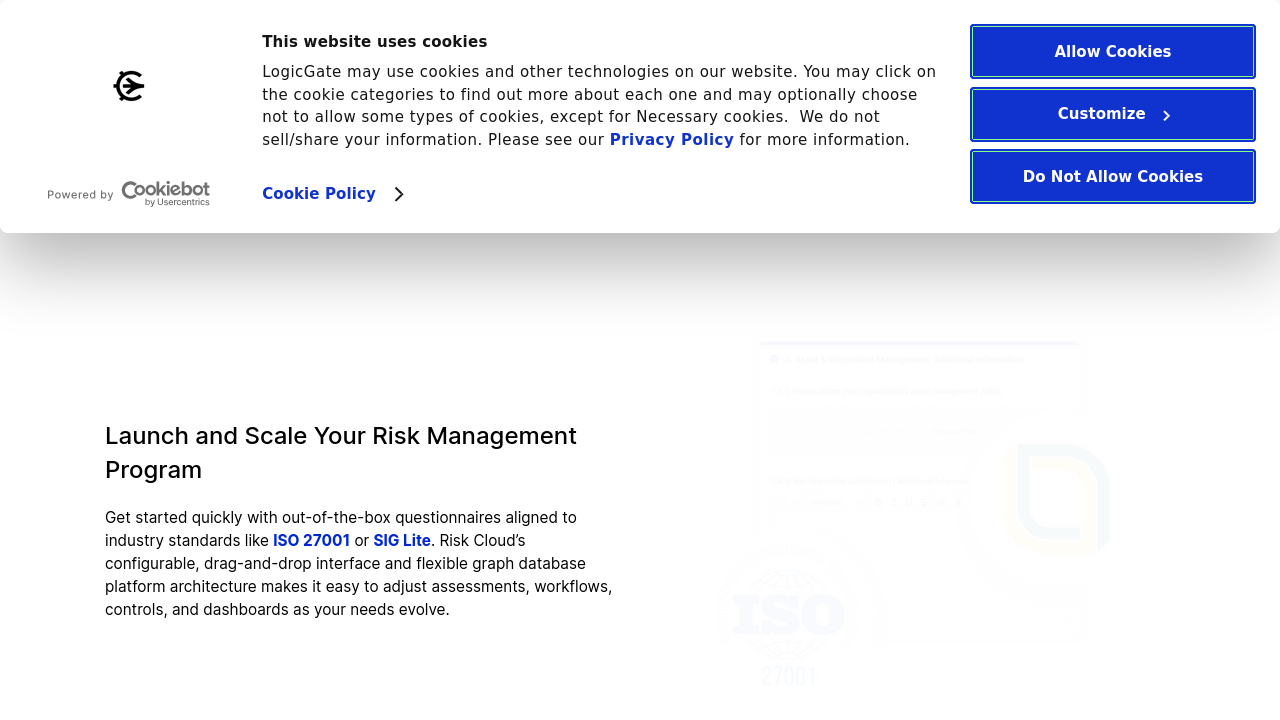 This website uses cookies
LogicGate may use cookies and other technologies on our website. You may click on
the cookie categories to find out more about each one and may optionally choose
not to allow some types of cookies, except for Necessary cookies.  We do not
sell/share your information. Please see our Privacy Policy for more information.
Powered by Cookiebot
by Usercentrics
Cookie Policy
Allow Cookies
Customize
Do Not Allow Cookies
Launch and Scale Your Risk Management
Program
Get started quickly with out-of-the-box questionnaires aligned to
industry standards like ISO 27001 or SIG Lite. Risk Cloud’s
configurable, drag-and-drop interface and flexible graph database
platform architecture makes it easy to adjust assessments, workflows,
controls, and dashboards as your needs evolve.
ISO
27001